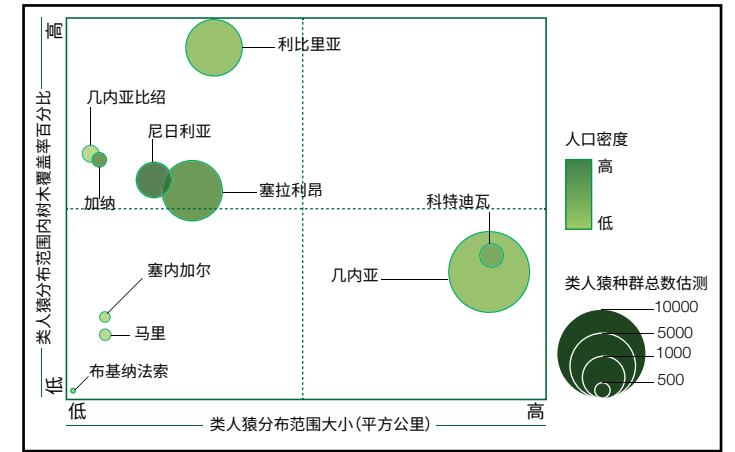 高
类人猿分布范围内树木覆盖率百分比
低
利比里亚
几内亚比绍
尼日利亚
加纳
塞拉利昂
科特迪瓦
几内亚
塞内加尔
马里
布基纳法索
低
类人猿分布范围大小(平方公里)
高
人口密度
高
低
类人猿种群总数估测
10000
5000
1000
500